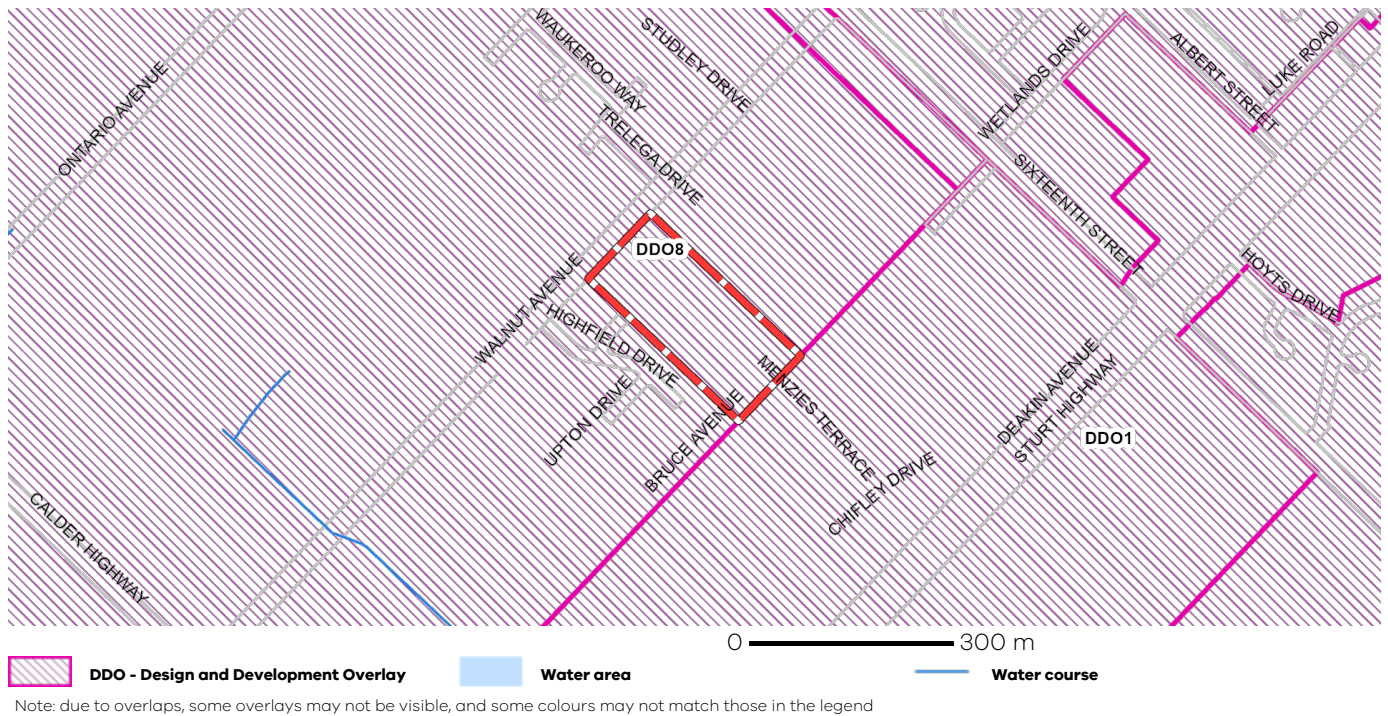 WAUKEROO WAY
STUDLEY DRIVE
ONTARIO AVENUE
TRELEGA DRIVE
WETLANDS DRIVE
ALBERT STREET
LUKE ROAD
SIXTEENTH STREET
DDO8
HOYTS DRIVE
WALNUT AVENUE
HIGHFIELD DRIVE
UPTON DRIVE
BRUCE AVENUE
MENZIES TERRACE
CHIFLEY DRIVE
DEAKIN AVENUE
STURT HIGHWAY
DDO1
CALDER HIGHWAY
0 300 m
DDO - Design and Development Overlay Water area Water course
Note: due to overlaps, some overlays may not be visible, and some colours may not match those in the legend